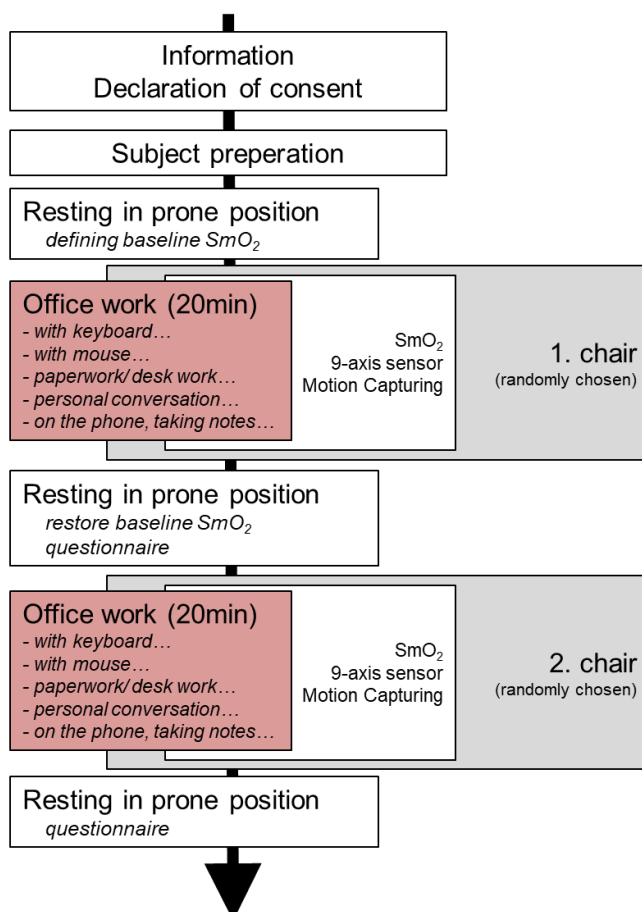 Information
Declaration of consent
Subject preperation
Resting in prone position
defining baseline SmO₂
Office work (20min)
- with keyboard…
- with mouse…
- paperwork/ desk work…
- personal conversation…
- on the phone, taking notes…
SmO₂
9-axis sensor
Motion Capturing
1. chair
(randomly chosen)
Resting in prone position
restore baseline SmO₂
questionnaire
Office work (20min)
- with keyboard…
- with mouse…
- paperwork/ desk work…
- personal conversation…
- on the phone, taking notes…
SmO₂
9-axis sensor
Motion Capturing
2. chair
(randomly chosen)
Resting in prone position
questionnaire